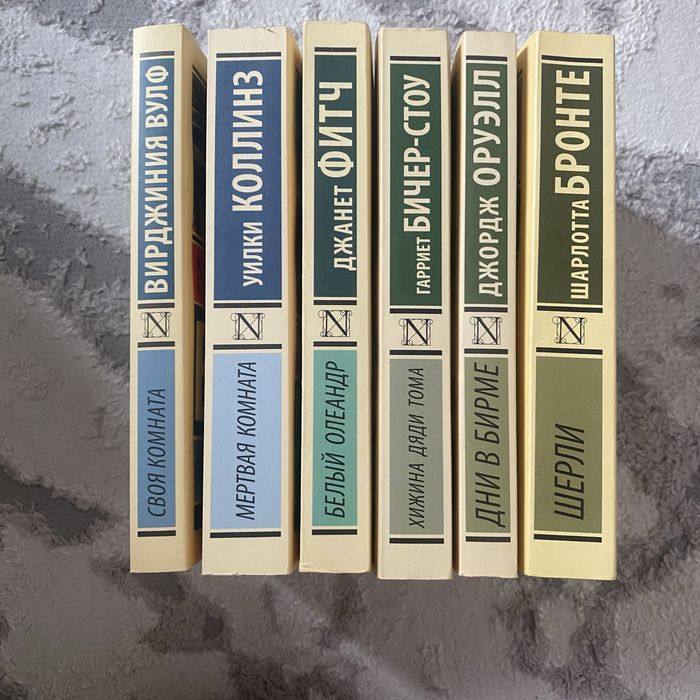 ВИРДЖИНИЯ ВУЛФ
СВОЯ КОМНАТА
УИЛКИ КОЛЛИНЗ
МЕРТВАЯ КОМНАТА
ДЖАНЕТ ФИТЧ
БЕЛЫЙ ОЛЕАНДР
ГАРРИЕТ БИЧЕР-СТОУ
ХИЖИНА ДЯДИ ТОМА
ДЖОРДЖ ОРУЭЛЛ
ДНИ В БИРМЕ
ШАРЛОТТА БРОНТЕ
ШЕРЛИ